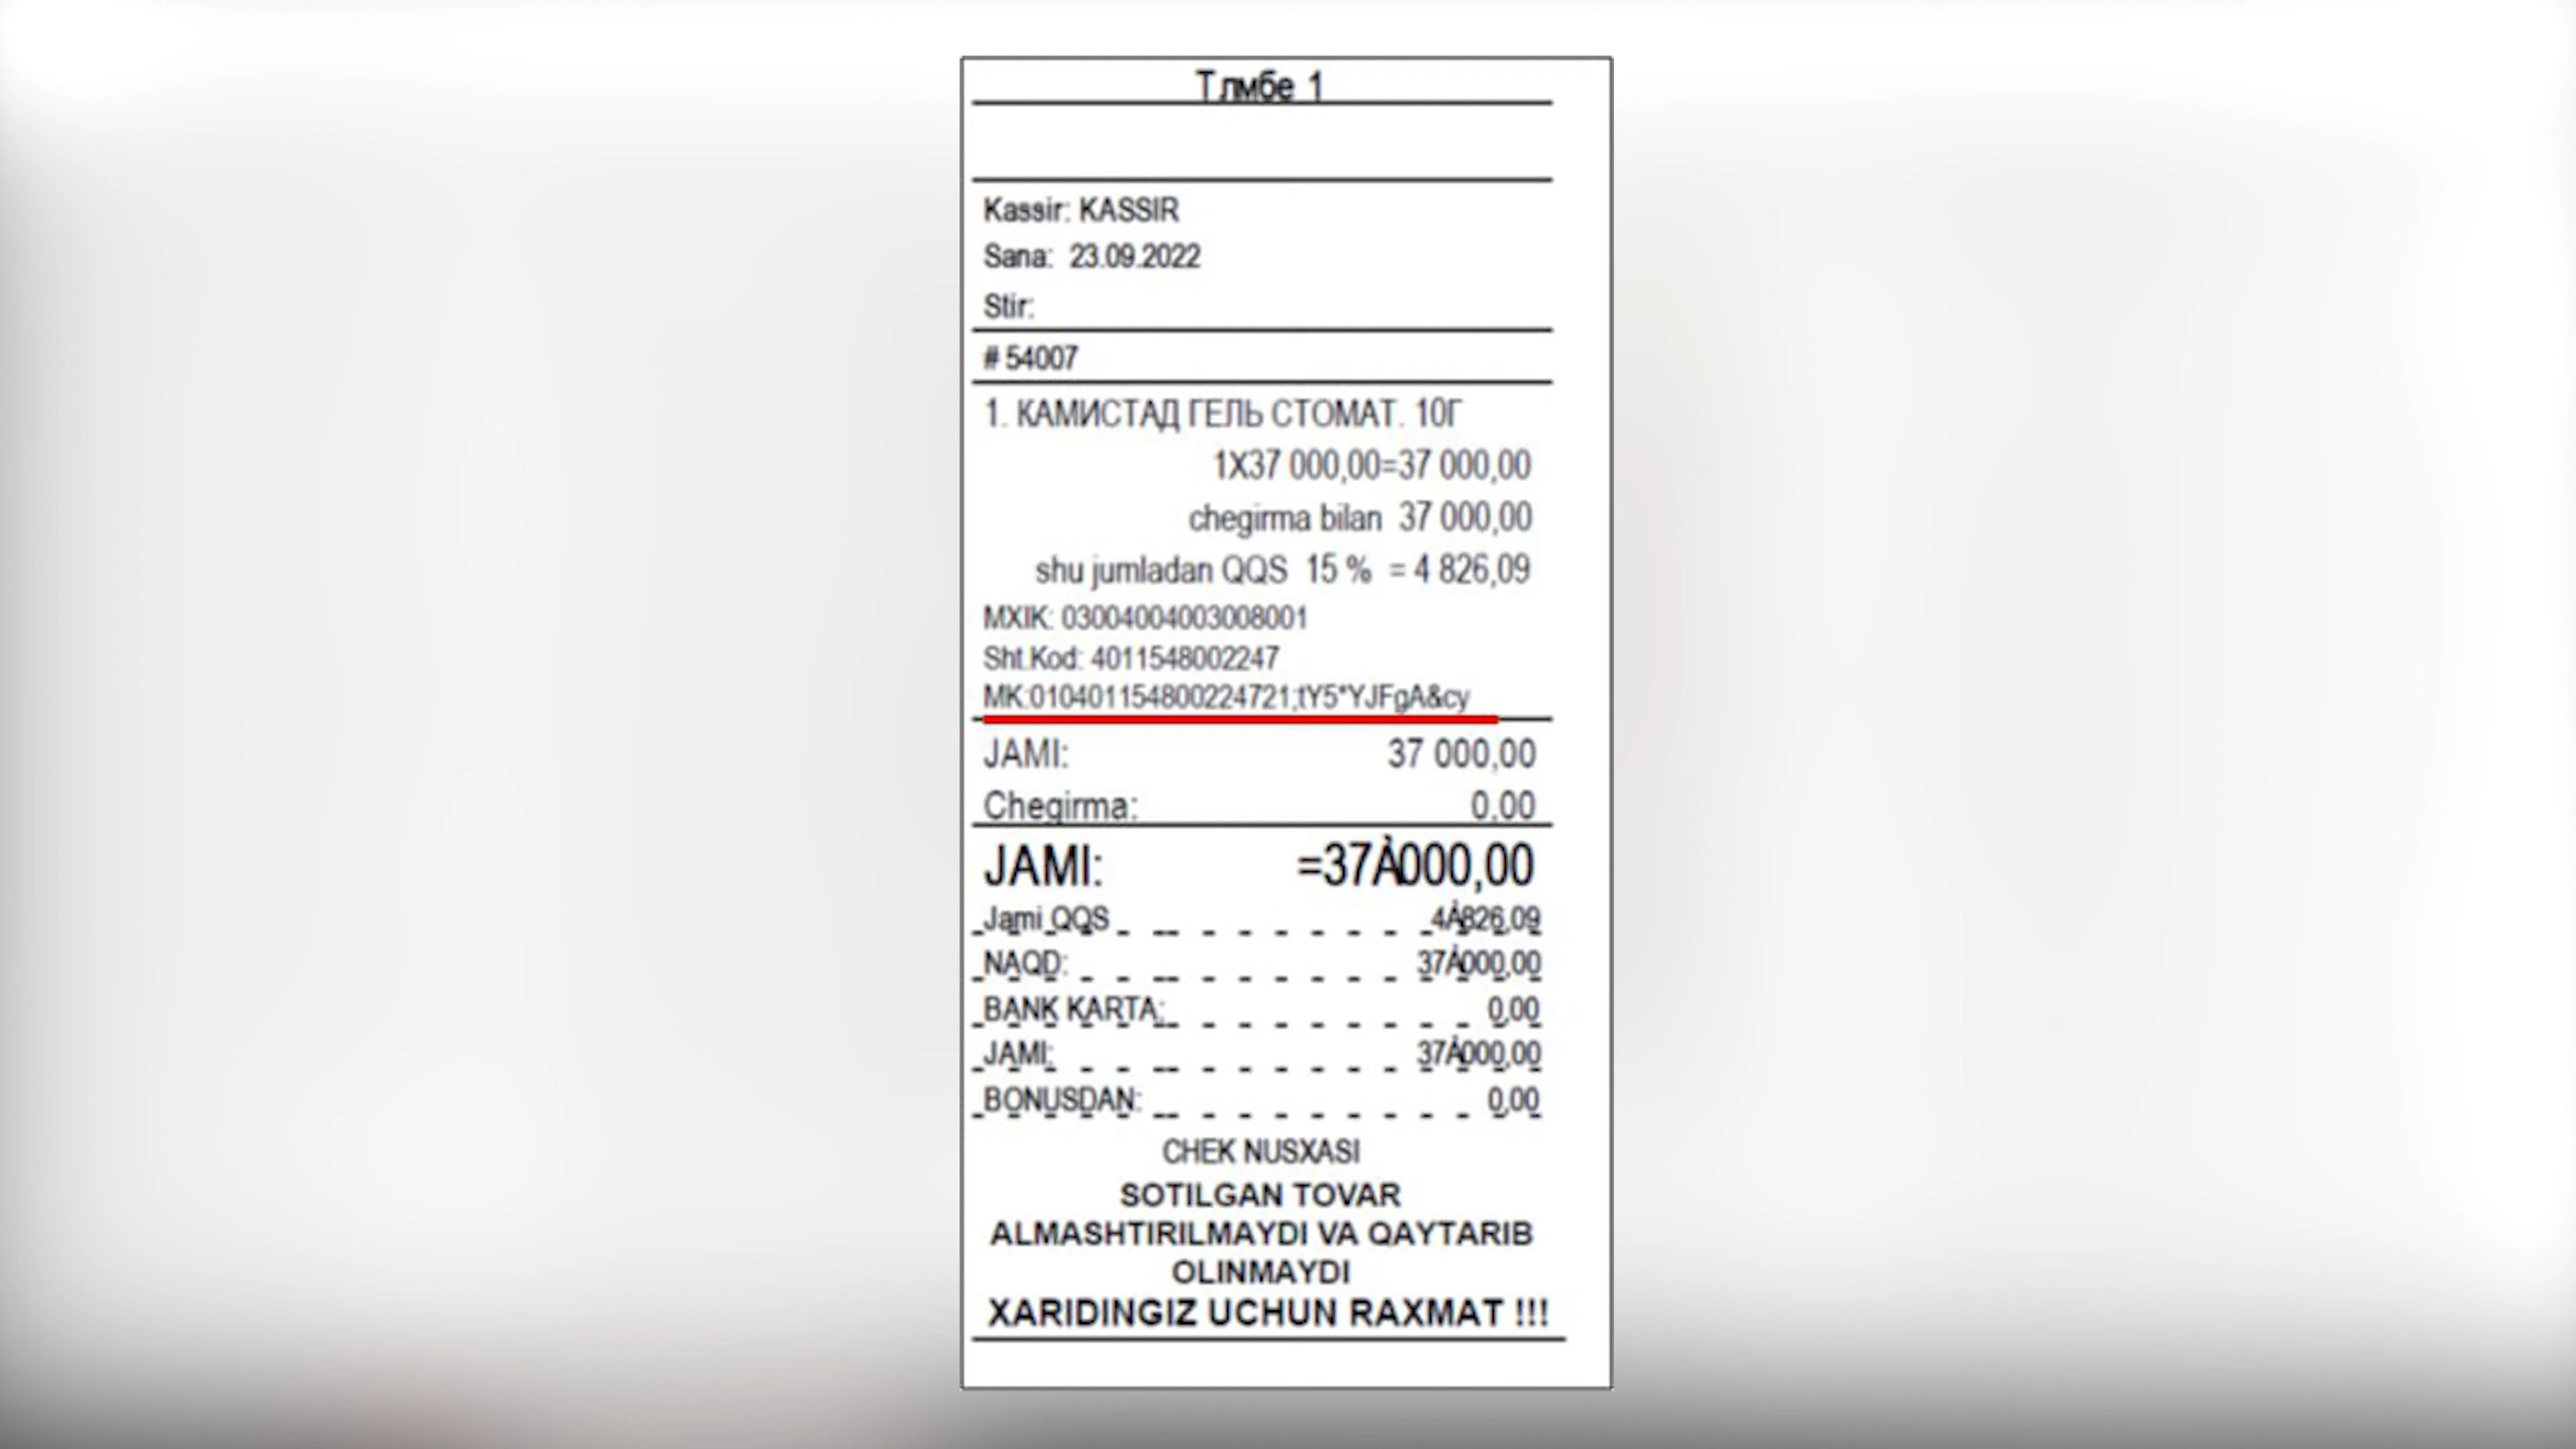 Тлмбе 1
Kassir: KASSIR
Sana: 23.09.2022
Stir:
# 54007
1. КАМИСТАД ГЕЛЬ СТОМАТ. 10Г
1X37 000,00=37 000,00
chegirma bilan 37 000,00
shu jumladan QQS 15 % = 4 826,09
MXIK: 03004004003008001
Sht.Kod: 4011548002247
MK:010401154800224721;tY5*YJFgA&cy
JAMI: 37 000,00
Chegirma: 0,00
JAMI: =37À000,00
Jami QQS 4À826,09
NAQD: 37À000,00
BANK KARTA: 0,00
JAMI: 37À000,00
BONUSDAN: 0,00
CHEK NUSXASI
SOTILGAN TOVAR
ALMASHTIRILMAYDI VA QAYTARIB
OLINMAYDI
XARIDINGIZ UCHUN RAXMAT !!!